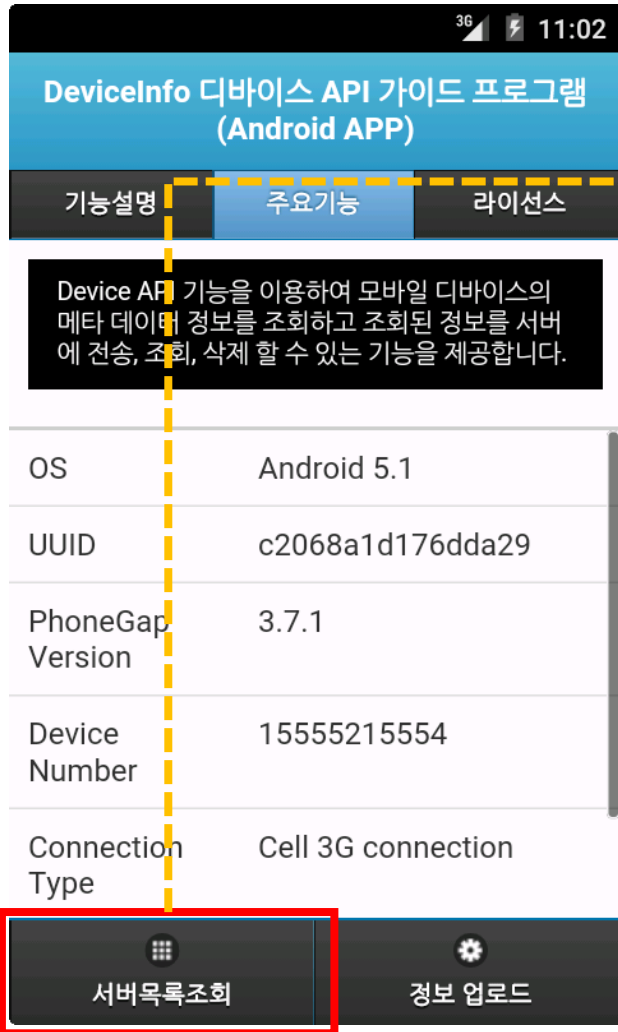 3G 11:02
DeviceInfo 디바이스 API 가이드 프로그램
(Android APP)
기능설명 주요기능 라이선스
Device API 기능을 이용하여 모바일 디바이스의
메타 데이터 정보를 조회하고 조회된 정보를 서버
에 전송, 조회, 삭제 할 수 있는 기능을 제공합니다.
OS Android 5.1
UUID c2068a1d176dda29
PhoneGap 3.7.1
Version
Device 15555215554
Number
Connection Cell 3G connection
Type
서버목록조회 정보 업로드